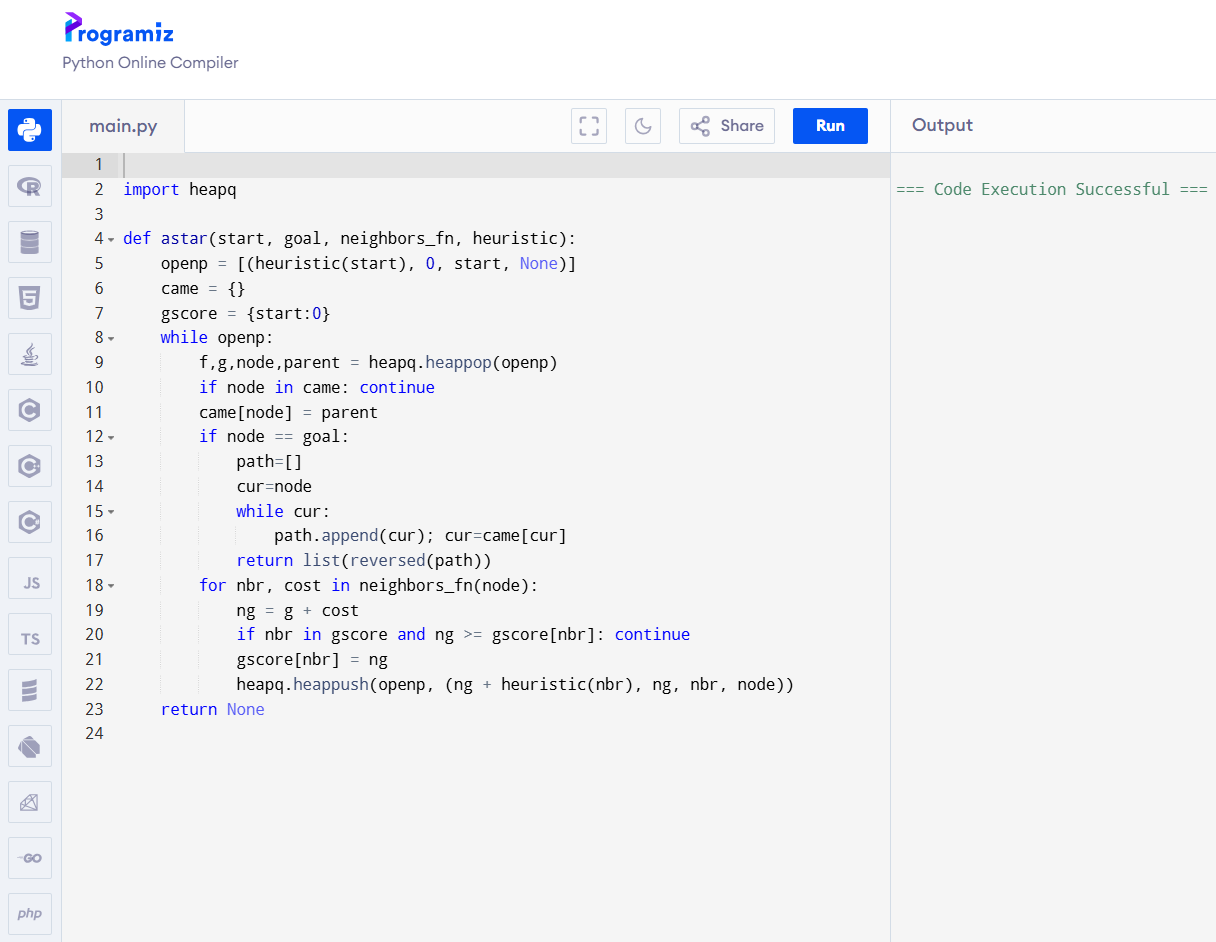 Programiz
Python Online Compiler
main.py
Share
Run
Output
1
2 import heapq
3
4 def astar(start, goal, neighbors_fn, heuristic):
5     openp = [(heuristic(start), 0, start, None)]
6     came = {}
7     gscore = {start:0}
8     while openp:
9         f,g,node,parent = heapq.heappop(openp)
10         if node in came: continue
11         came[node] = parent
12         if node == goal:
13             path=[]
14             cur=node
15             while cur:
16                 path.append(cur); cur=came[cur]
17             return list(reversed(path))
18         for nbr, cost in neighbors_fn(node):
19             ng = g + cost
20             if nbr in gscore and ng >= gscore[nbr]: continue
21             gscore[nbr] = ng
22             heapq.heappush(openp, (ng + heuristic(nbr), ng, nbr, node))
23     return None
24
=== Code Execution Successful ===
R
5
C
C
C
JS
TS
GO
php